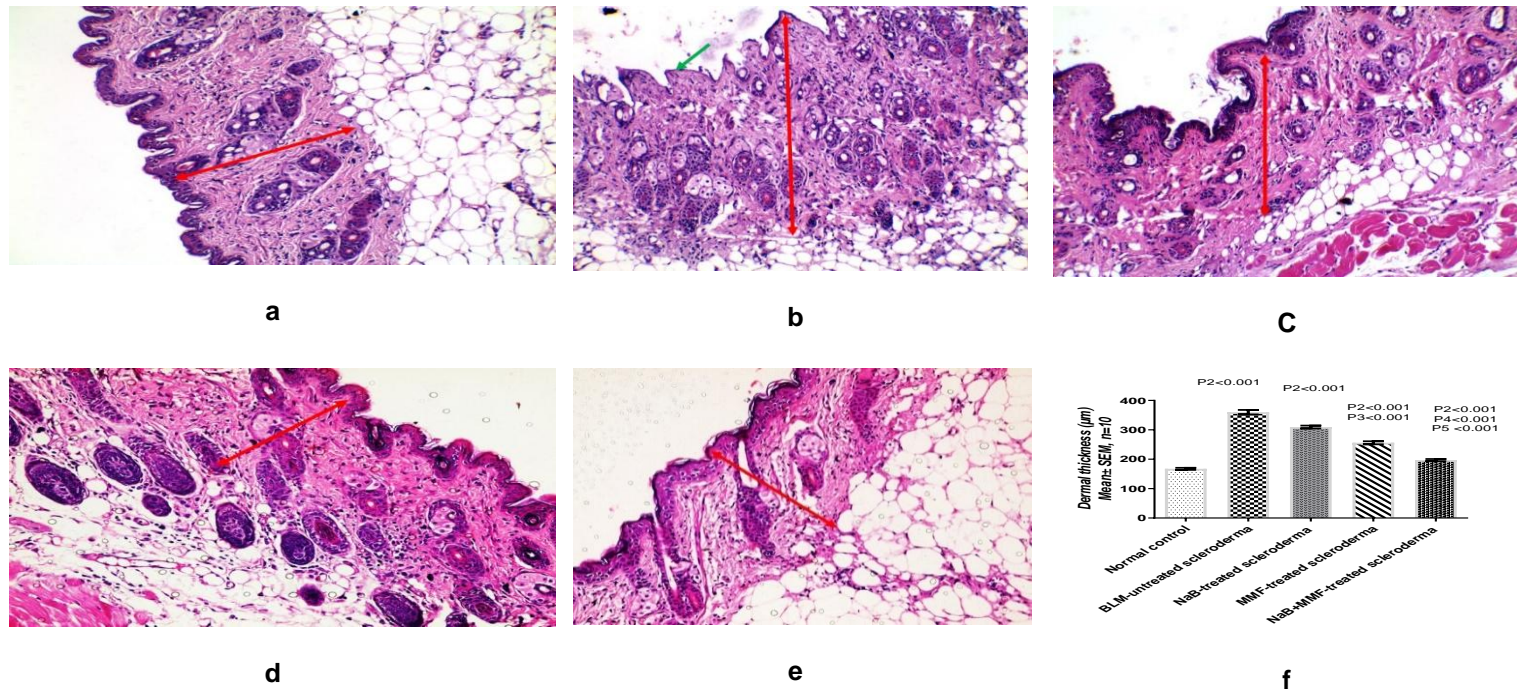 a
b
C
d
e
P2<0.001
P2<0.001
P2<0.001
P3<0.001
P2<0.001
P4<0.001
P5 <0.001
Dermal thickness (µm)
Mean± SEM, n=10
400
300
200
100
0
Normal control
BLM-untreated scleroderma
NaB-treated scleroderma
MMF-treated scleroderma
NaB+MMF-treated scleroderma
f